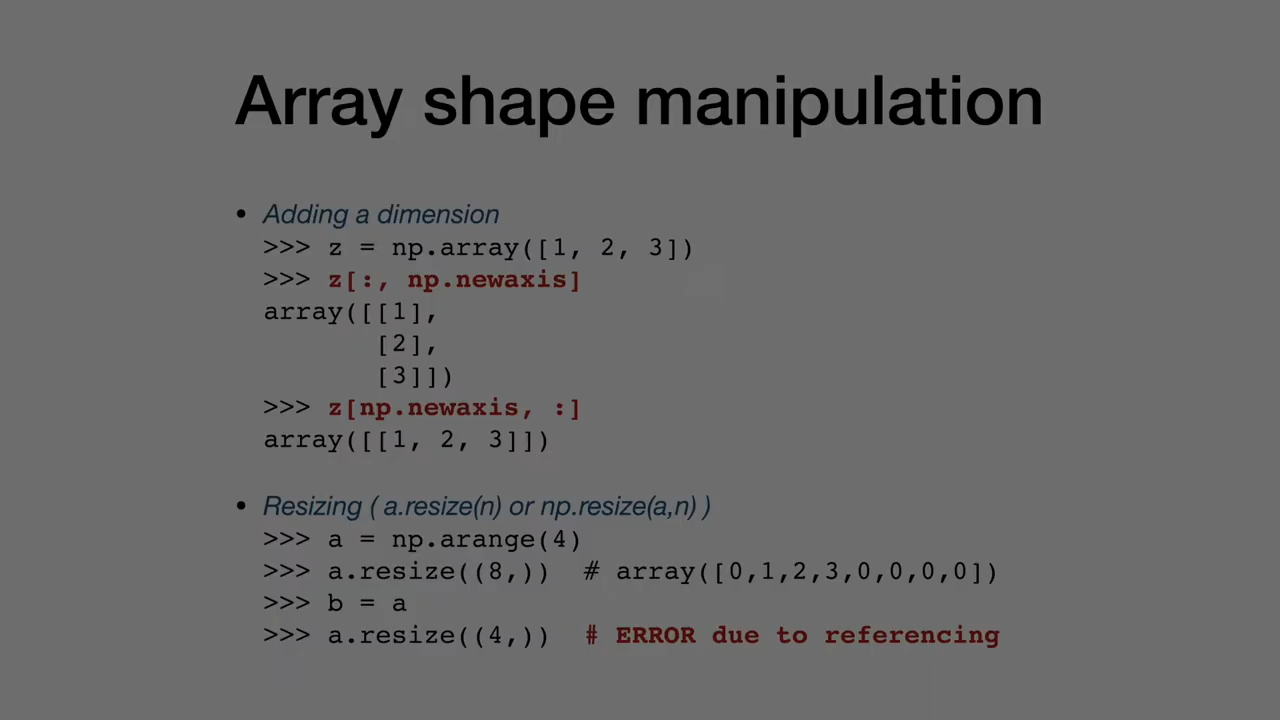 Array shape manipulation
• Adding a dimension
>>> z = np.array([1, 2, 3])
>>> z[:, np.newaxis]
array([[1],
       [2],
       [3]])
>>> z[np.newaxis, :]
array([[1, 2, 3]])
• Resizing ( a.resize(n) or np.resize(a,n) )
>>> a = np.arange(4)
>>> a.resize((8,))  # array([0,1,2,3,0,0,0,0])
>>> b = a
>>> a.resize((4,))  # ERROR due to referencing